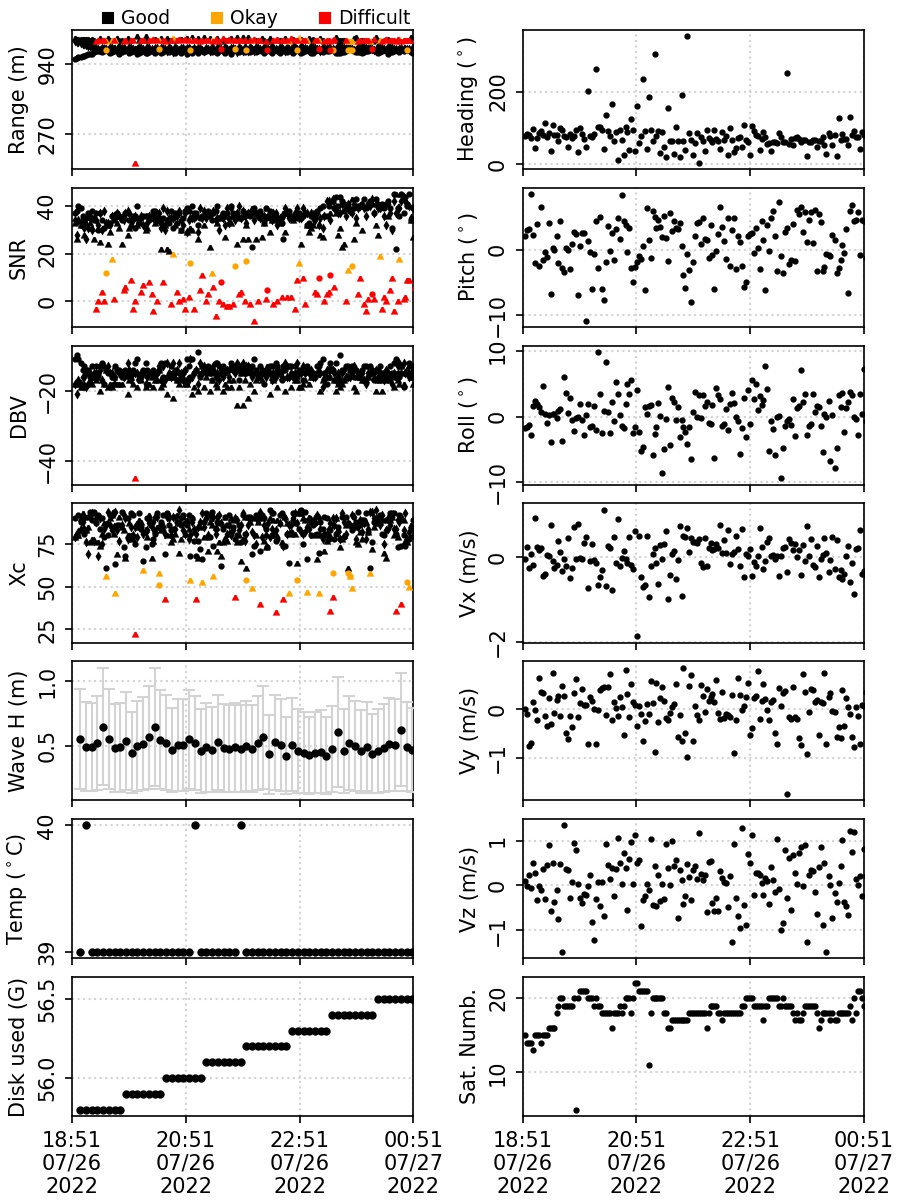 Good Okay Difficult
Range (m)
940
270
Heading (°)
200
0
SNR
40
20
0
Pitch (°)
0
−10
DBV
−20
−40
Roll (°)
10
0
−10
Xc
75
50
25
Vx (m/s)
0
−2
Wave H (m)
1.0
0.5
Vy (m/s)
0
−1
Temp (°C)
40
39
Vz (m/s)
1
0
−1
Disk used (G)
56.5
56.0
Sat. Numb.
20
10
18:51 20:51 22:51 00:51
07/26 07/26 07/26 07/27
2022 2022 2022 2022
18:51 20:51 22:51 00:51
07/26 07/26 07/26 07/27
2022 2022 2022 2022